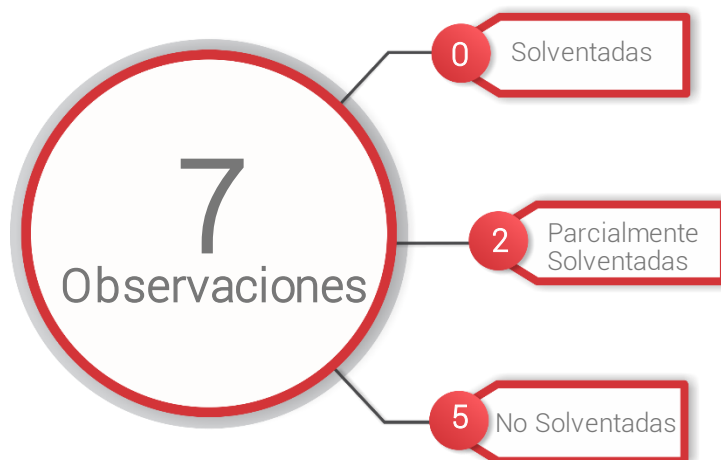 7
Observaciones
0
Solventadas
2
Parcialmente
Solventadas
5
No Solventadas